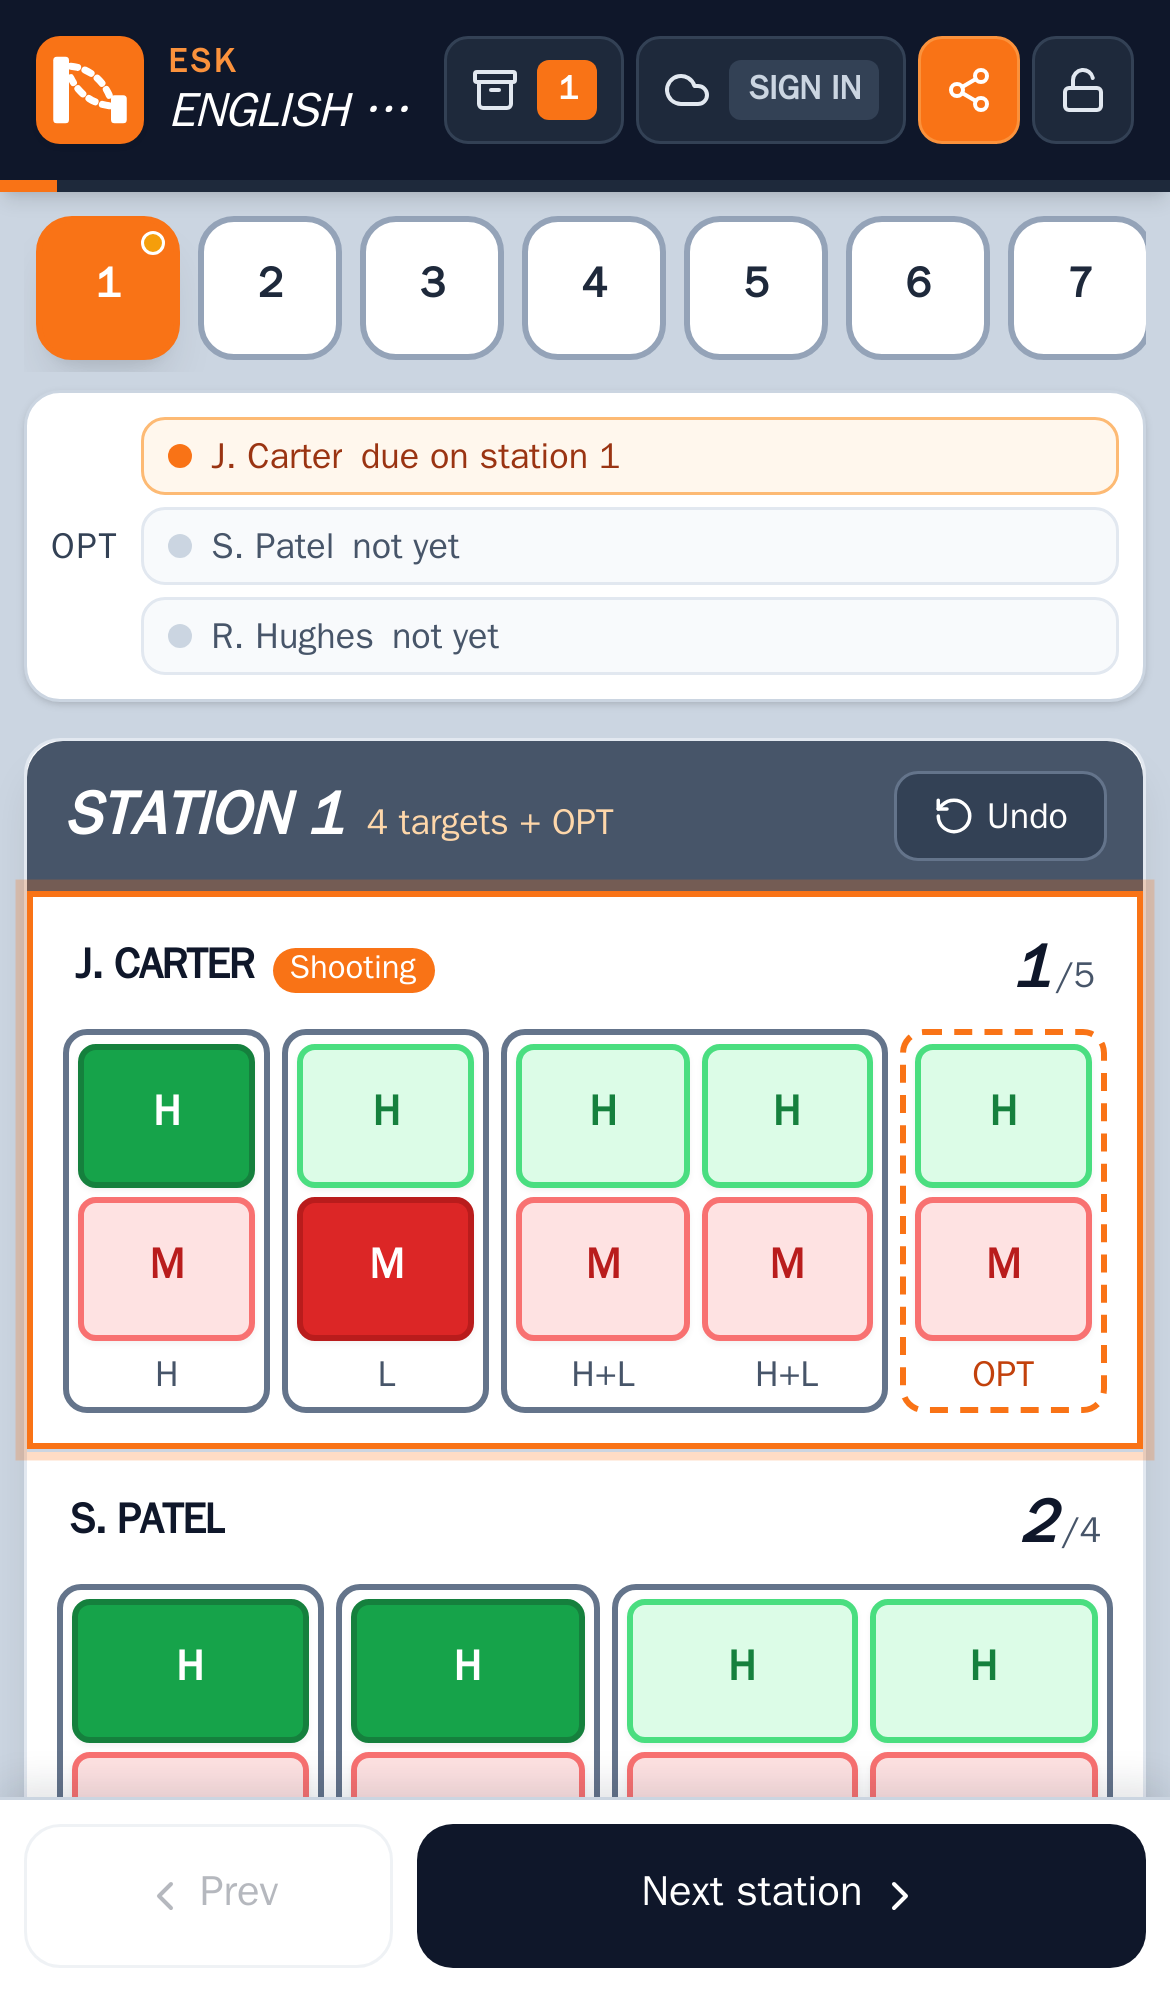 ESK
ENGLISH ...
1
SIGN IN
1 2 3 4 5 6 7
J. Carter due on station 1
OPT
S. Patel not yet
R. Hughes not yet
STATION 1 4 targets + OPT
Undo
J. CARTER Shooting 1/5
H H H H H
M M M M M
H L H+L H+L OPT
S. PATEL 2/4
H H H H
Prev
Next station